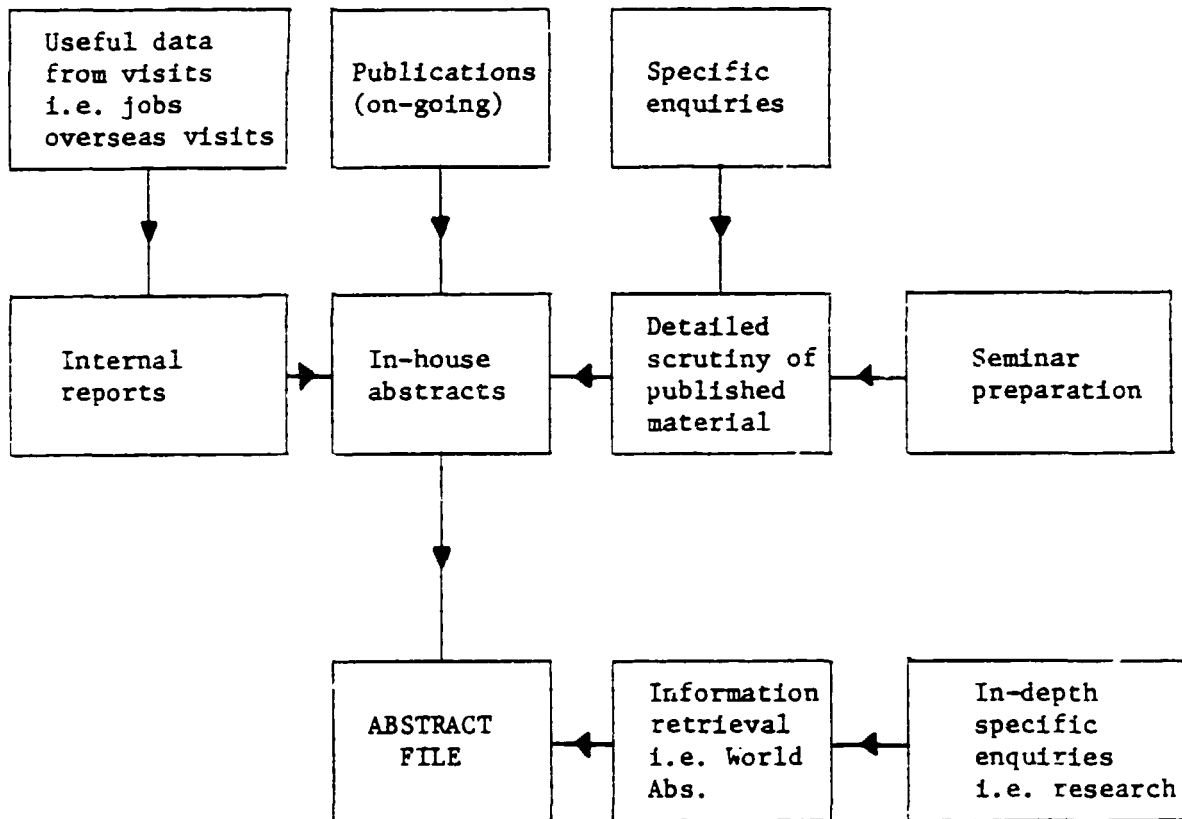 Useful data
from visits
i.e. jobs
overseas visits
Publications
(on-going)
Specific
enquiries
Internal
reports
In-house
abstracts
Detailed
scrutiny of
published
material
Seminar
preparation
ABSTRACT
FILE
Information
retrieval
i.e. World
Abs.
In-depth
specific
enquiries
i.e. research